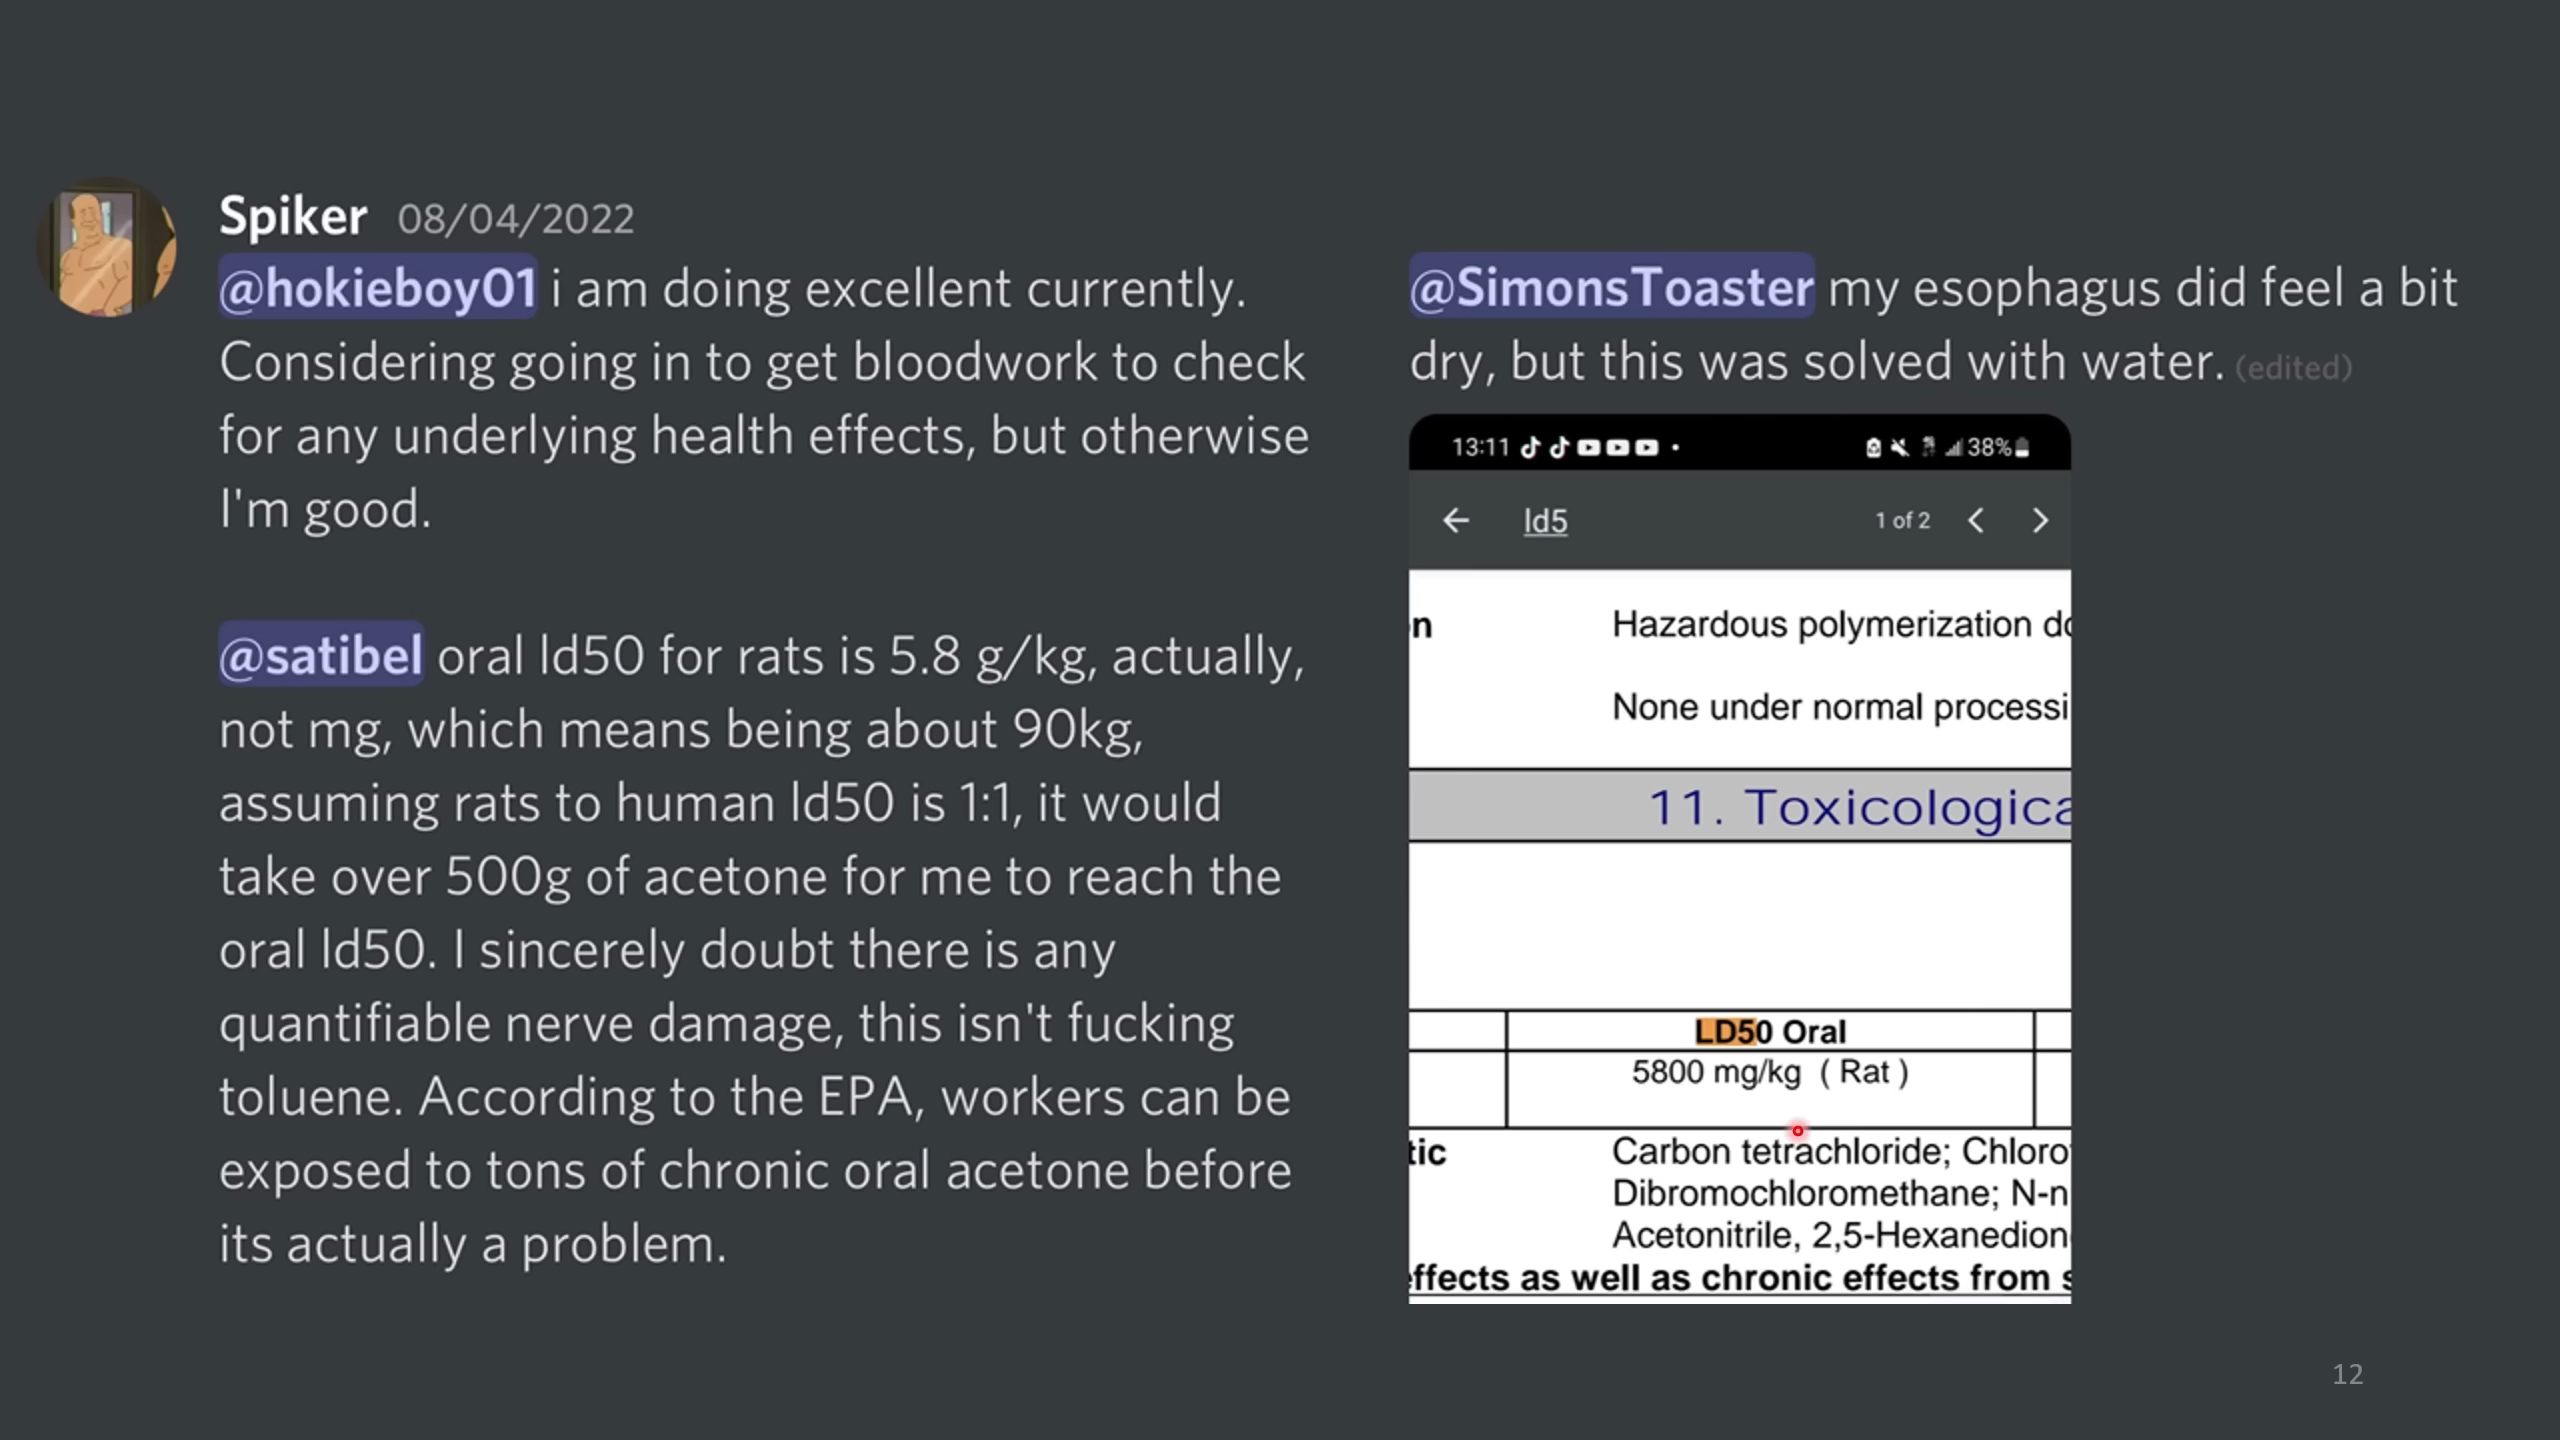 Spiker 08/04/2022
@hokieboy01 i am doing excellent currently.
Considering going in to get bloodwork to check
for any underlying health effects, but otherwise
I'm good.
@satibel oral ld50 for rats is 5.8 g/kg, actually,
not mg, which means being about 90kg,
assuming rats to human ld50 is 1:1, it would
take over 500g of acetone for me to reach the
oral ld50. I sincerely doubt there is any
quantifiable nerve damage, this isn't fucking
toluene. According to the EPA, workers can be
exposed to tons of chronic oral acetone before
its actually a problem.
@SimonsToaster my esophagus did feel a bit
dry, but this was solved with water. (edited)
13:11 38%
ld5 1 of 2
n Hazardous polymerization do
None under normal processi
11. Toxicologica
LD50 Oral
5800 mg/kg ( Rat )
tic Carbon tetrachloride; Chloro
Dibromochloromethane; N-n
Acetonitrile, 2,5-Hexanedion
effects as well as chronic effects from s
12